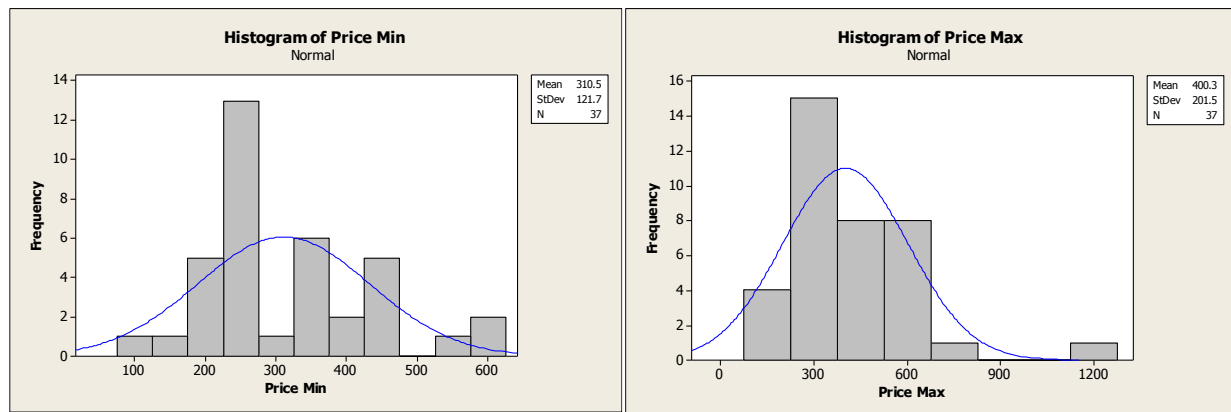 Histogram of Price Min
Normal
Mean 310.5
StDev 121.7
N 37
14
12
10
8
6
4
2
0
Frequency
100 200 300 400 500 600
Price Min
Histogram of Price Max
Normal
Mean 400.3
StDev 201.5
N 37
16
14
12
10
8
6
4
2
0
Frequency
0 300 600 900 1200
Price Max